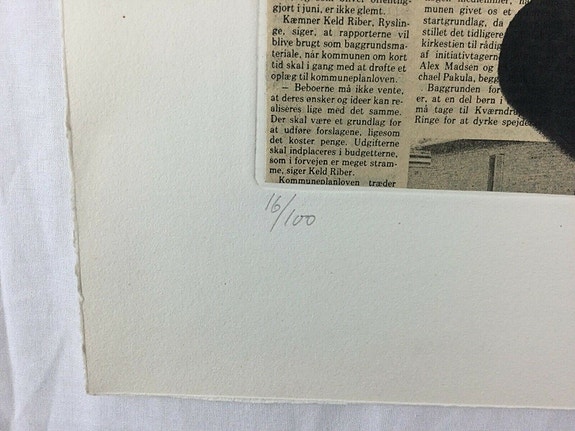 gjort i juni, er ikke glemt.
Kæmner Keld Riber, Ryslin-
ge, siger, at rapporterne vil
blive brugt som baggrundsma-
teriale, når kommunen om kort
tid skal i gang med at drøfte et
oplæg til kommuneplanloven.
— Beboerne må ikke vente,
at deres ønsker og ideer kan re-
aliseres lige med det samme.
Der skal være et grundlag for
at udføre forslagene, ligesom
det koster penge. Udgifterne
skal indplaceres i budgetterne,
som i forvejen er meget stram-
me, siger Keld Riber.
Kommuneplanloven træder
munen givet os et
startgrundlag, da
stillet det tidligere
kirkestien til rådig
af initiativtagern
Alex Madsen og
chael Pakula, begg
Baggrunden for
er, at en del børn i
må tage til Kværndru
Ringe for at dyrke spejde
16/100